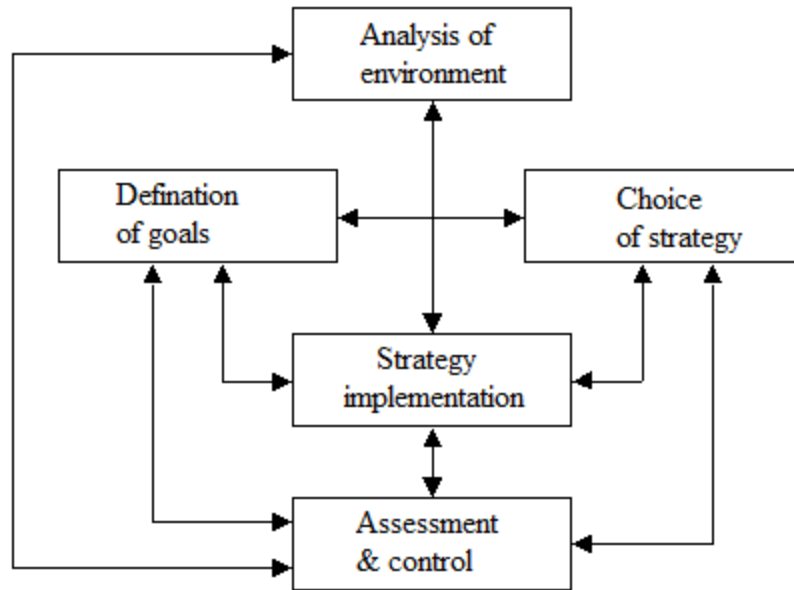 Analysis of
environment
Defination
of goals
Choice
of strategy
Strategy
implementation
Assessment
& control